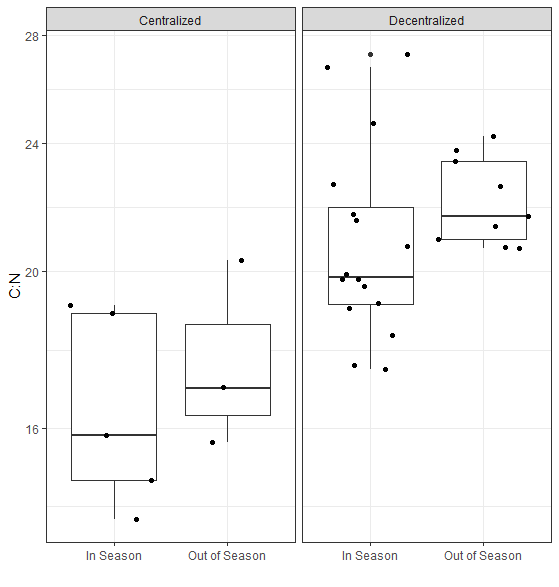 Centralized Decentralized
28
24
20
16
C:N
In Season Out of Season In Season Out of Season